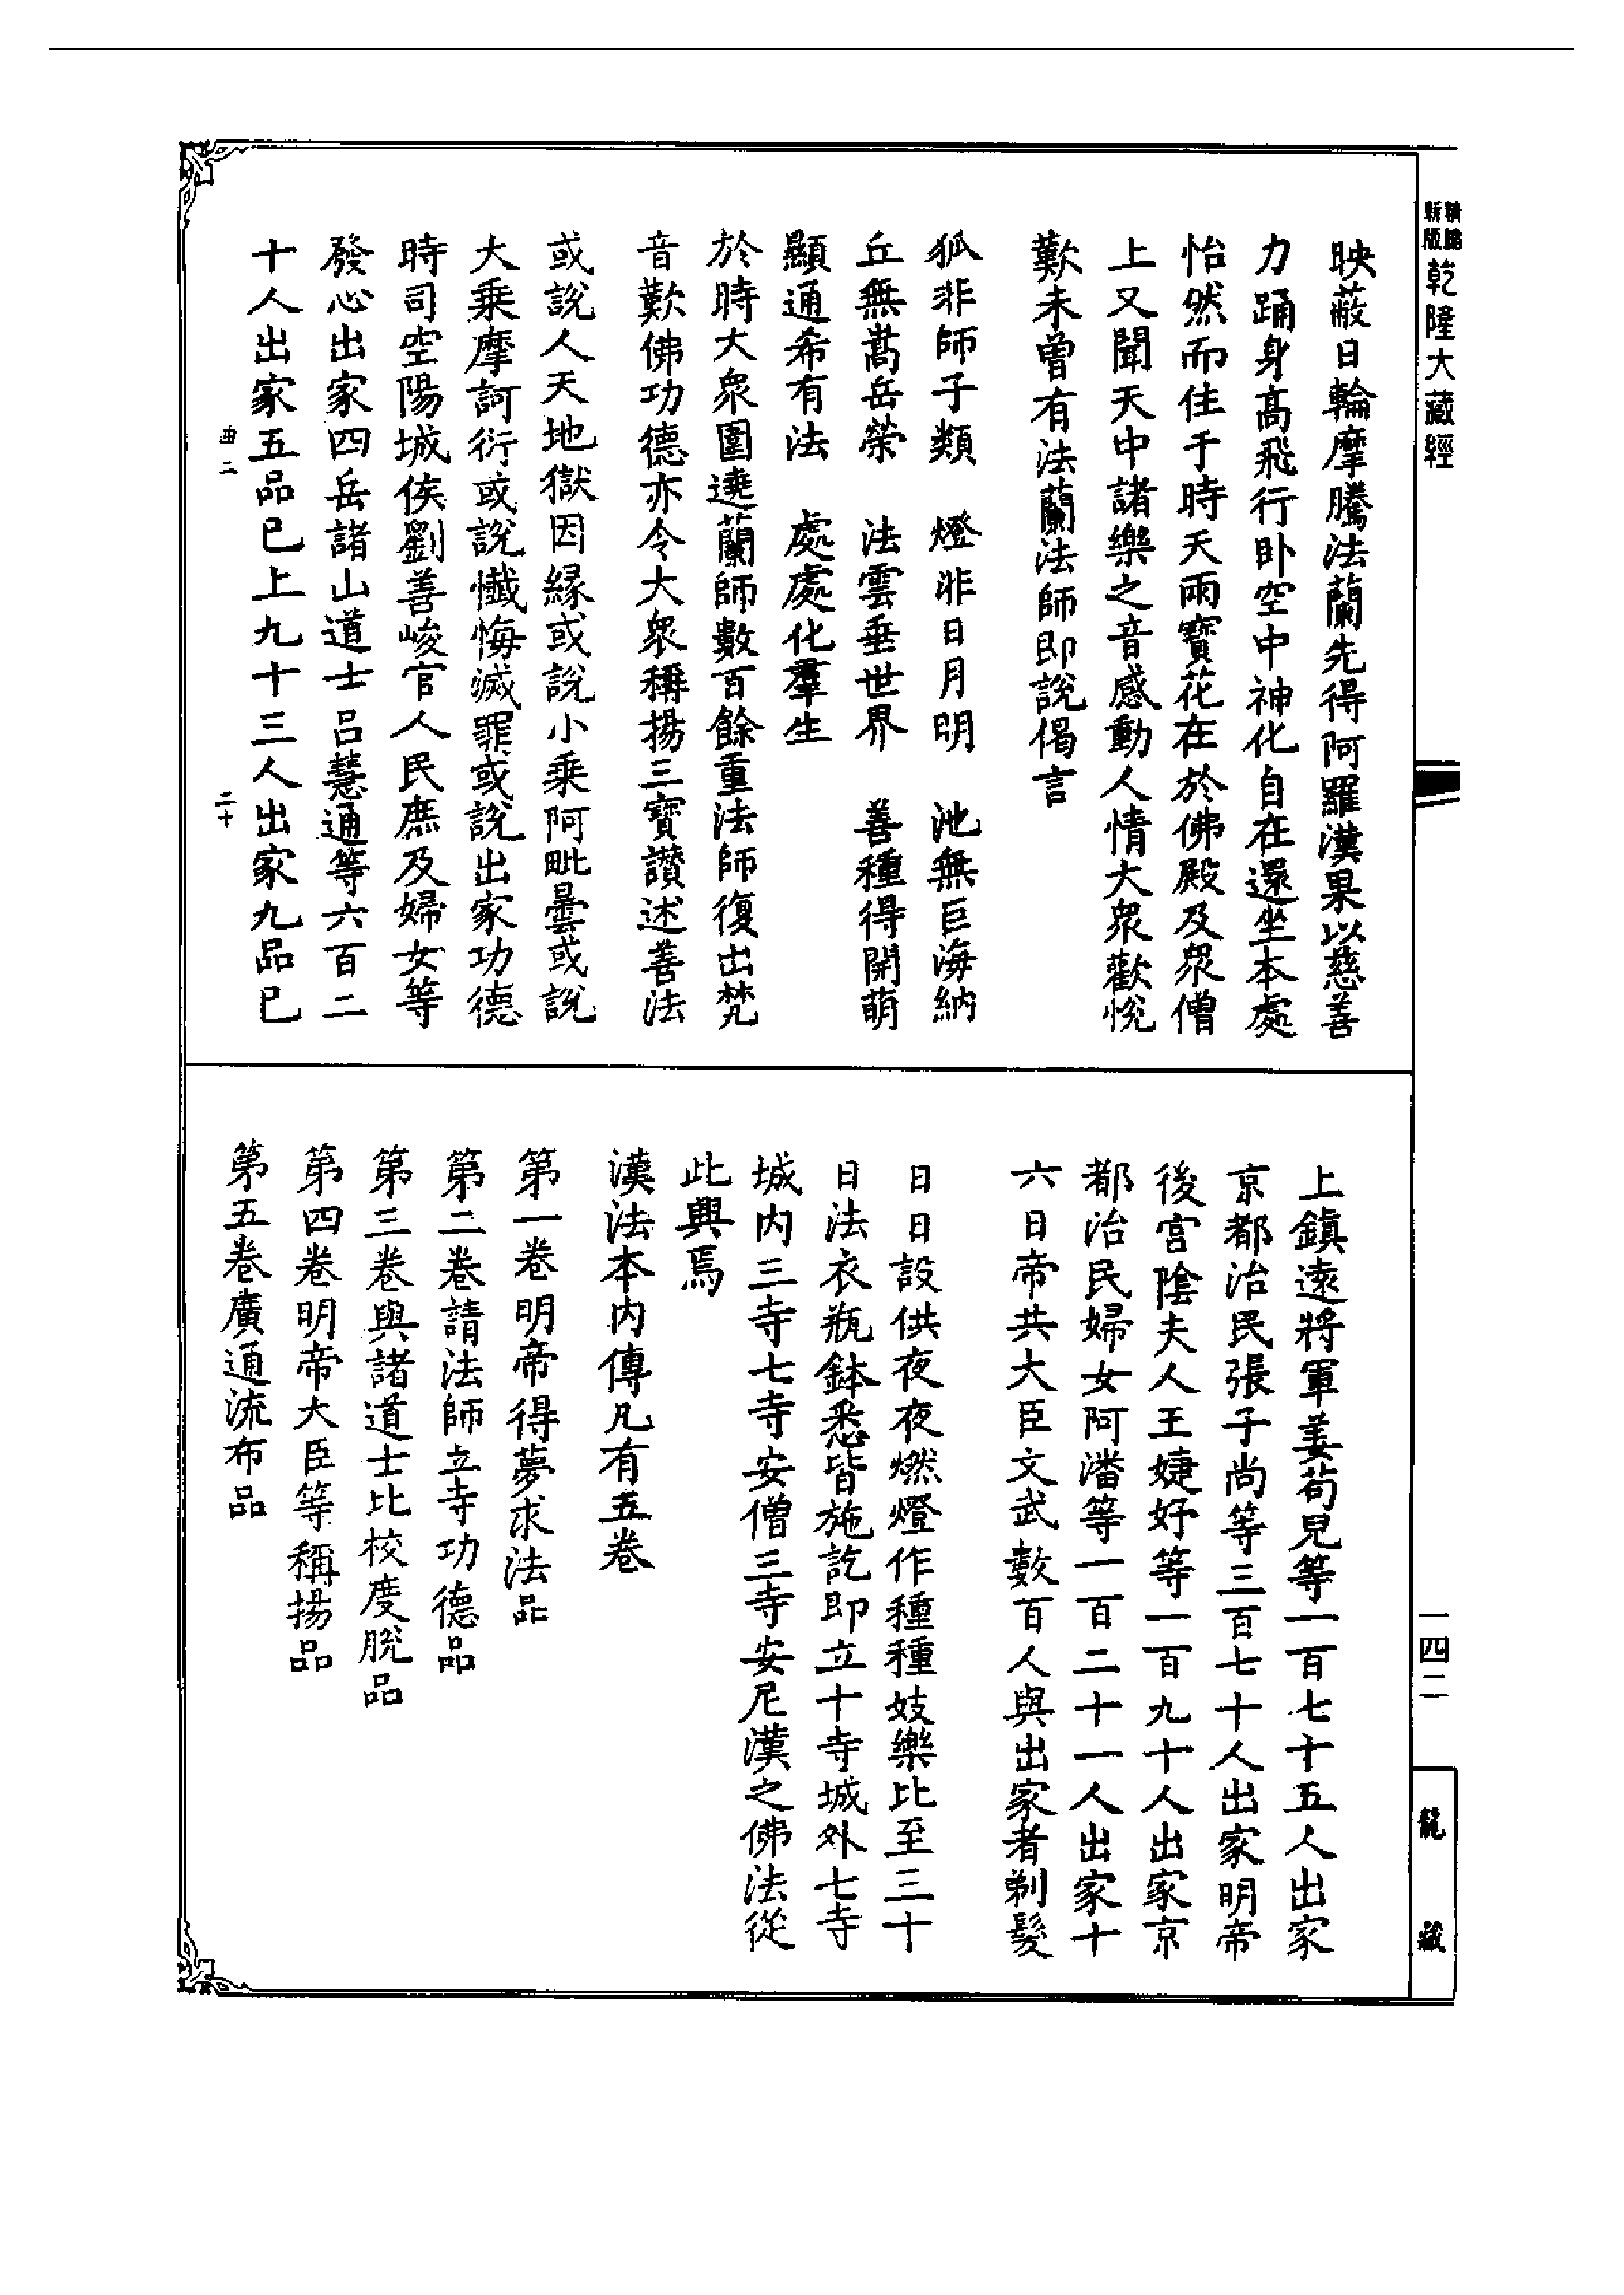 精縮新版乾隆大藏經
映蔽日輪摩騰法蘭先得阿羅漢果以慈善
力踊身高飛行臥空中神化自在還坐本處
怡然而住于時天雨寶花在於佛殿及眾僧
上又聞天中諸樂之音感動人情大眾歡悅
歎未曾有法蘭法師即說偈言
狐非師子類　燈非日月明　池無巨海納
丘無嵩岳榮　法雲垂世界　善種得開萌
顯通希有法　處處化羣生
於時大眾圍遶蘭師數百餘重法師復出梵
音歎佛功德亦令大眾稱揚三寶讚述善法
或說人天地獄因緣或說小乘阿毗曇或說
大乘摩訶衍或說懺悔滅罪或說出家功德
時司空陽城侯劉善峻官人民庶及婦女等
發心出家四岳諸山道士呂慧通等六百二
十人出家五品已上九十三人出家九品已
二十
上鎮遠將軍姜苟兒等一百七十五人出家
京都治民張子尚等三百七十人出家明帝
後宮陰夫人王婕妤等一百九十人出家京
都治民婦女阿潘等一百二十一人出家十
六日帝共大臣文武數百人與出家者剃髮
日日設供夜夜燃燈作種種妓樂比至三十
日法衣瓶鉢悉皆施訖即立十寺城外七寺
城內三寺七寺安僧三寺安尼漢之佛法從
此興焉
漢法本內傳凡有五卷
第一卷明帝得夢求法品
第二卷請法師立寺功德品
第三卷與諸道士比校度脫品
第四卷明帝大臣等稱揚品
第五卷廣通流布品
一四二
龍藏